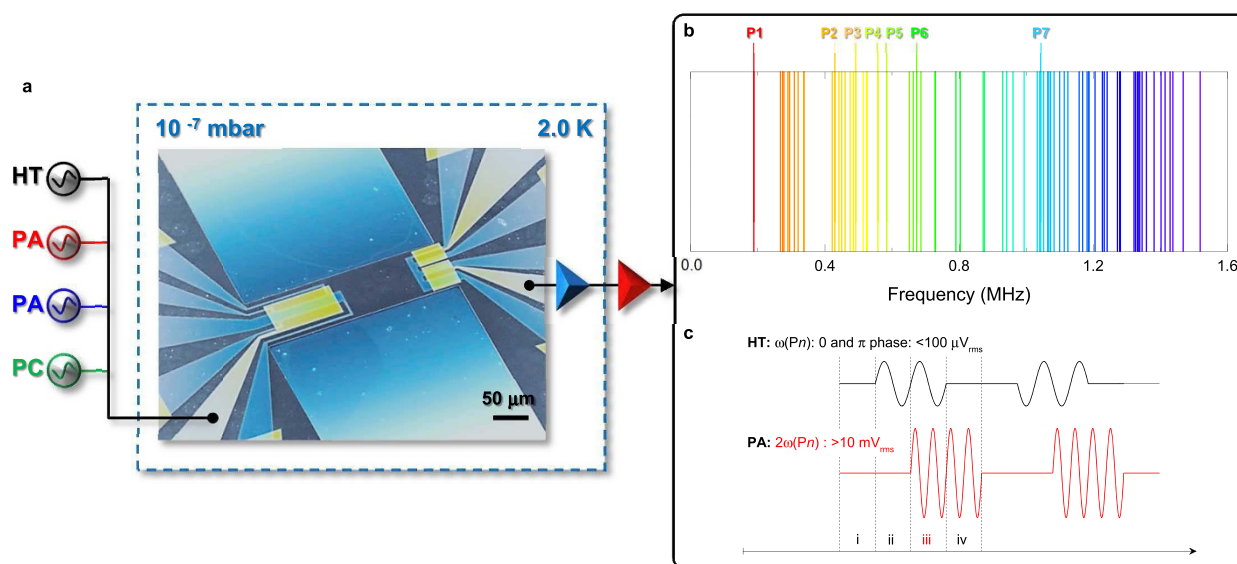 a
10 -7 mbar
2.0 K
HT
PA
PA
PC
50 μm
b
P1 P2 P3 P4 P5 P6 P7
0.0 0.4 0.8 1.2 1.6
Frequency (MHz)
c
HT: ω(Pn): 0 and π phase: <100 μVrms
PA: 2ω(Pn) : >10 mVrms
i ii iii iv